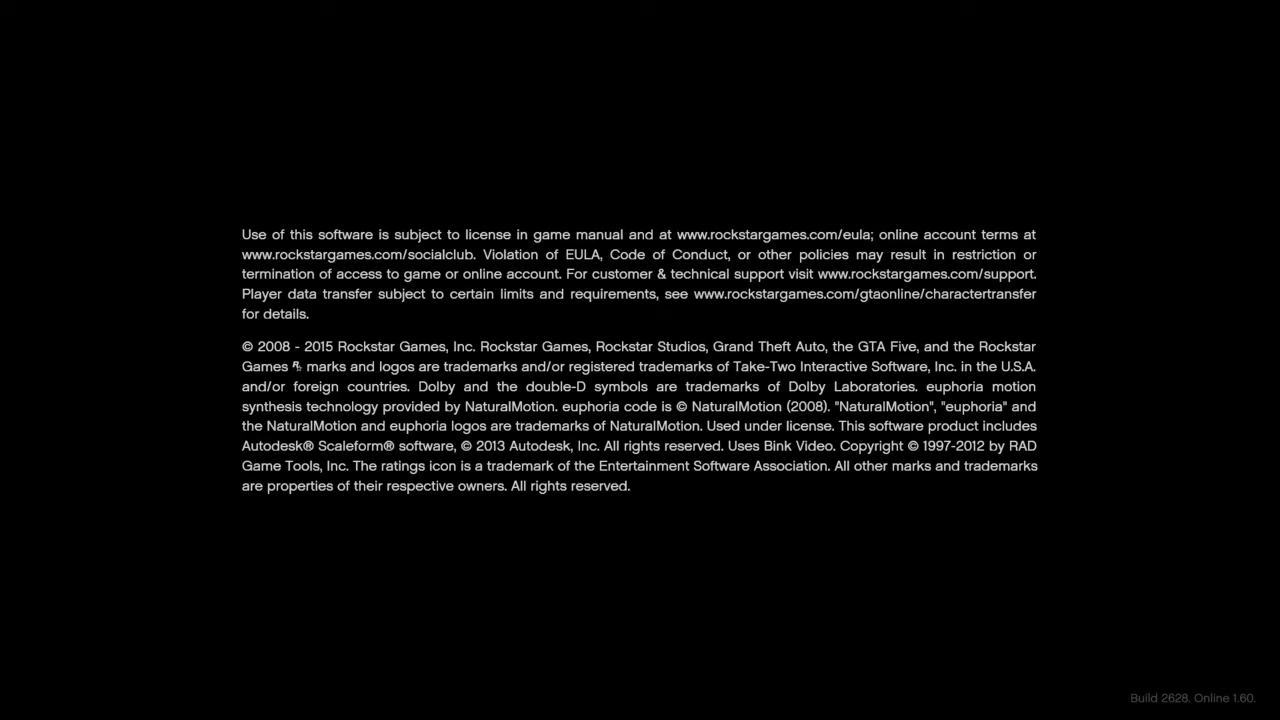 Use of this software is subject to license in game manual and at www.rockstargames.com/eula; online account terms at
www.rockstargames.com/socialclub. Violation of EULA, Code of Conduct, or other policies may result in restriction or
termination of access to game or online account. For customer & technical support visit www.rockstargames.com/support.
Player data transfer subject to certain limits and requirements, see www.rockstargames.com/gtaonline/charactertransfer
for details.
© 2008 - 2015 Rockstar Games, Inc. Rockstar Games, Rockstar Studios, Grand Theft Auto, the GTA Five, and the Rockstar
Games R* marks and logos are trademarks and/or registered trademarks of Take-Two Interactive Software, Inc. in the U.S.A.
and/or foreign countries. Dolby and the double-D symbols are trademarks of Dolby Laboratories. euphoria motion
synthesis technology provided by NaturalMotion. euphoria code is © NaturalMotion (2008). "NaturalMotion", "euphoria" and
the NaturalMotion and euphoria logos are trademarks of NaturalMotion. Used under license. This software product includes
Autodesk® Scaleform® software, © 2013 Autodesk, Inc. All rights reserved. Uses Bink Video. Copyright © 1997-2012 by RAD
Game Tools, Inc. The ratings icon is a trademark of the Entertainment Software Association. All other marks and trademarks
are properties of their respective owners. All rights reserved.
Build 2628. Online 1.60.